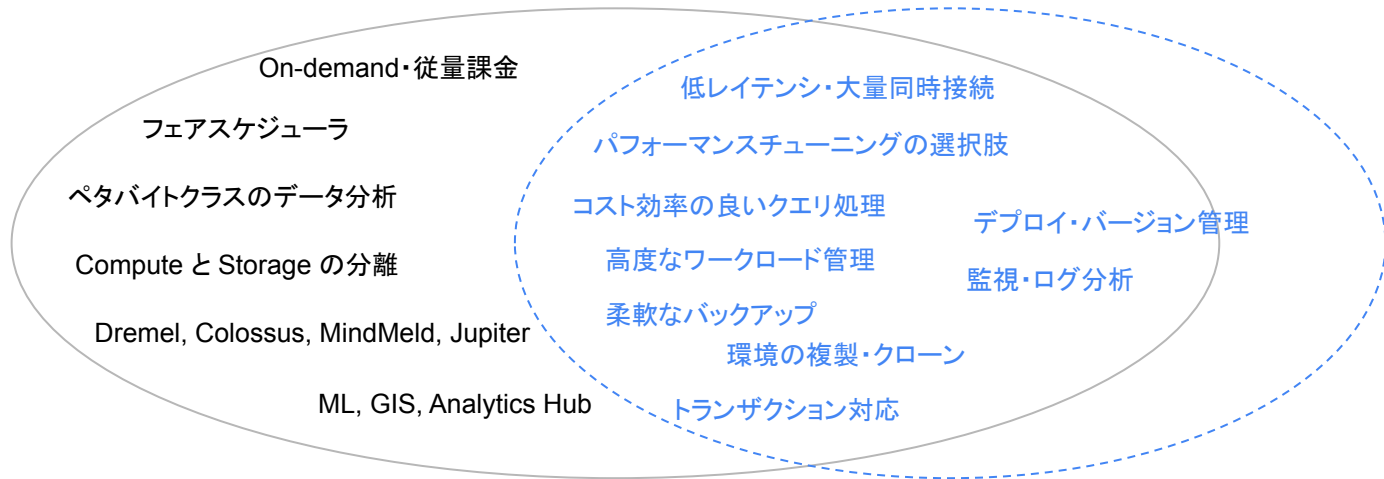 On-demand・従量課金
フェアスケジューラ
ペタバイトクラスのデータ分析
Compute と Storage の分離
Dremel, Colossus, MindMeld, Jupiter
ML, GIS, Analytics Hub
低レイテンシ・大量同時接続
パフォーマンスチューニングの選択肢
コスト効率の良いクエリ処理
高度なワークロード管理
柔軟なバックアップ
環境の複製・クローン
トランザクション対応
デプロイ・バージョン管理
監視・ログ分析